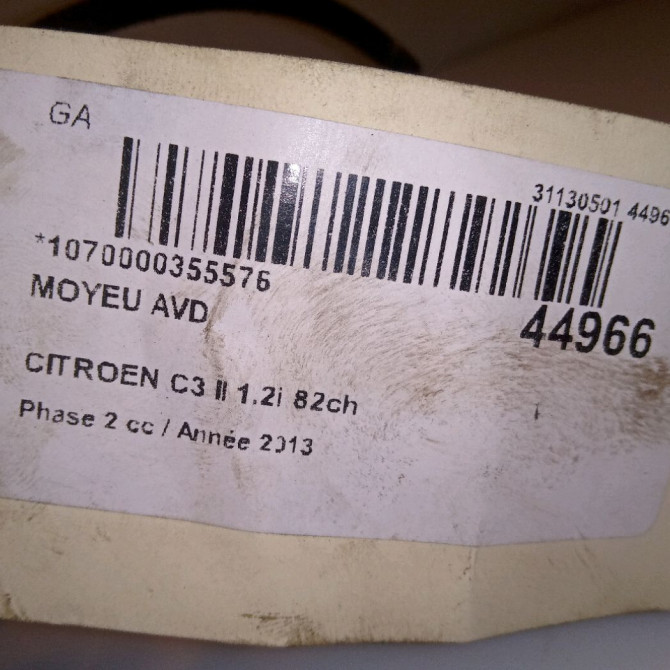 GA
31130501 4496
*1070000355576
MOYEU AVD
44966
CITROEN C3 II 1.2i 82ch
Phase 2 cc / Année 2013